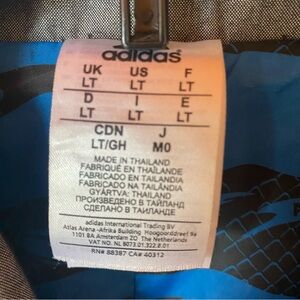 adidas®
UK US F
LT LT LT
D I E
LT LT LT
CDN J
LT/GH M0
MADE IN THAILAND
FABRIQUÉ EN THAÏLANDE
FABRICADO EN TAILANDIA
FABRICADO NA TAILÂNDIA
GYÁRTVA: THAIFÖLD
ПРОИЗВЕДЕНО В ТАЙЛАНД
СДЕЛАНО В ТАИЛАНДЕ
adidas International Trading BV
Atlas Arena -Afrika Building Hoogoorddreef 9a
1101 BA Amsterdam ZO The Netherlands
VAT NO. NL 8073.01.322.B.01
RN# 88387 CA# 40312